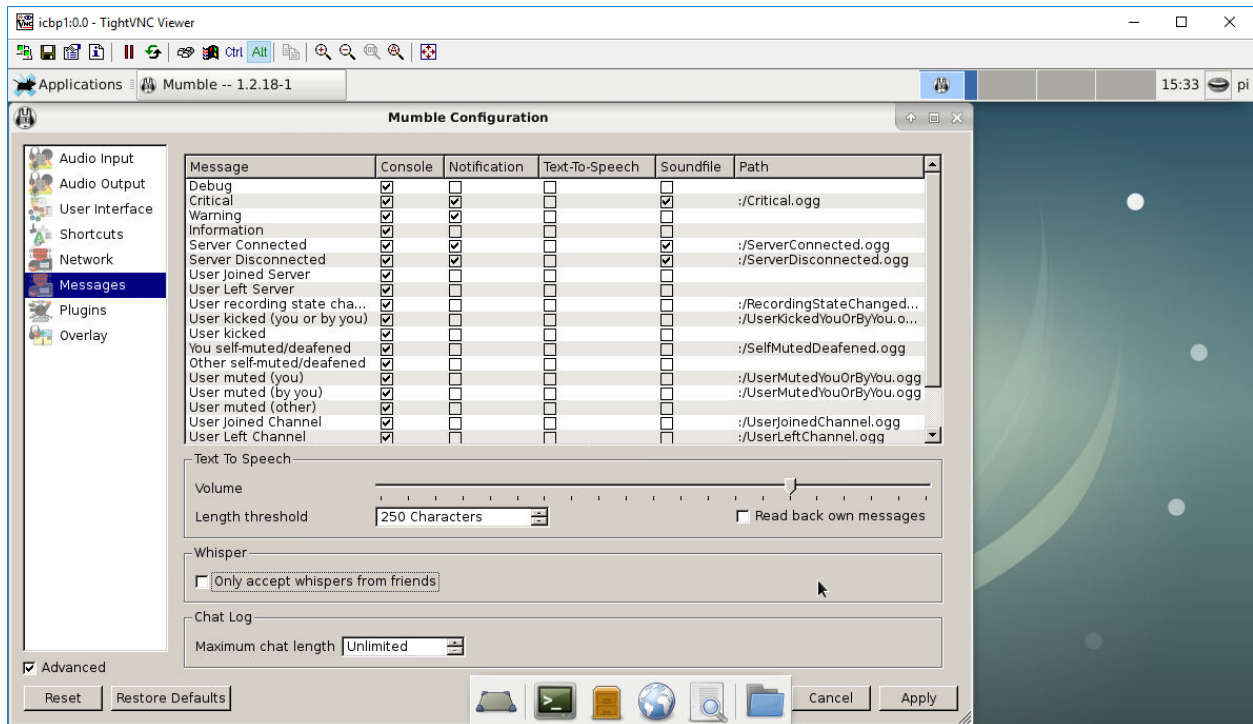 icbp1:0.0 - TightVNC Viewer
Ctrl Alt
Applications Mumble -- 1.2.18-1 15:33 pi
Mumble Configuration
Audio Input
Audio Output
User Interface
Shortcuts
Network
Messages
Plugins
Overlay
Message Console Notification Text-To-Speech Soundfile Path
Debug
Critical :/Critical.ogg
Warning
Information
Server Connected :/ServerConnected.ogg
Server Disconnected :/ServerDisconnected.ogg
User Joined Server
User Left Server
User recording state cha... :/RecordingStateChanged...
User kicked (you or by you) :/UserKickedYouOrByYou.o...
User kicked
You self-muted/deafened :/SelfMutedDeafened.ogg
Other self-muted/deafened
User muted (you) :/UserMutedYouOrByYou.ogg
User muted (by you) :/UserMutedYouOrByYou.ogg
User muted (other)
User Joined Channel :/UserJoinedChannel.ogg
User Left Channel :/UserLeftChannel.ogg
Text To Speech
Volume
Length threshold 250 Characters Read back own messages
Whisper
Only accept whispers from friends
Chat Log
Maximum chat length Unlimited
Advanced
Reset Restore Defaults Cancel Apply